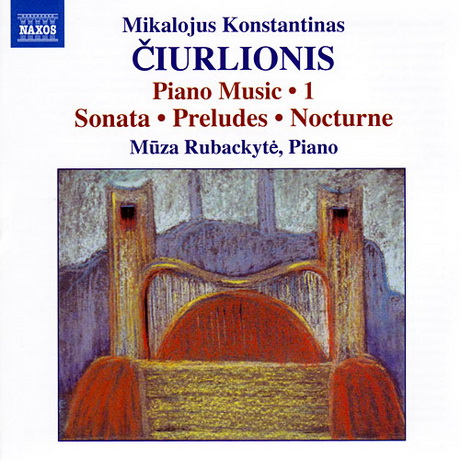 NAXOS
Mikalojus Konstantinas
ČIURLIONIS
Piano Music • 1
Sonata • Preludes • Nocturne
Mūza Rubackytė, Piano